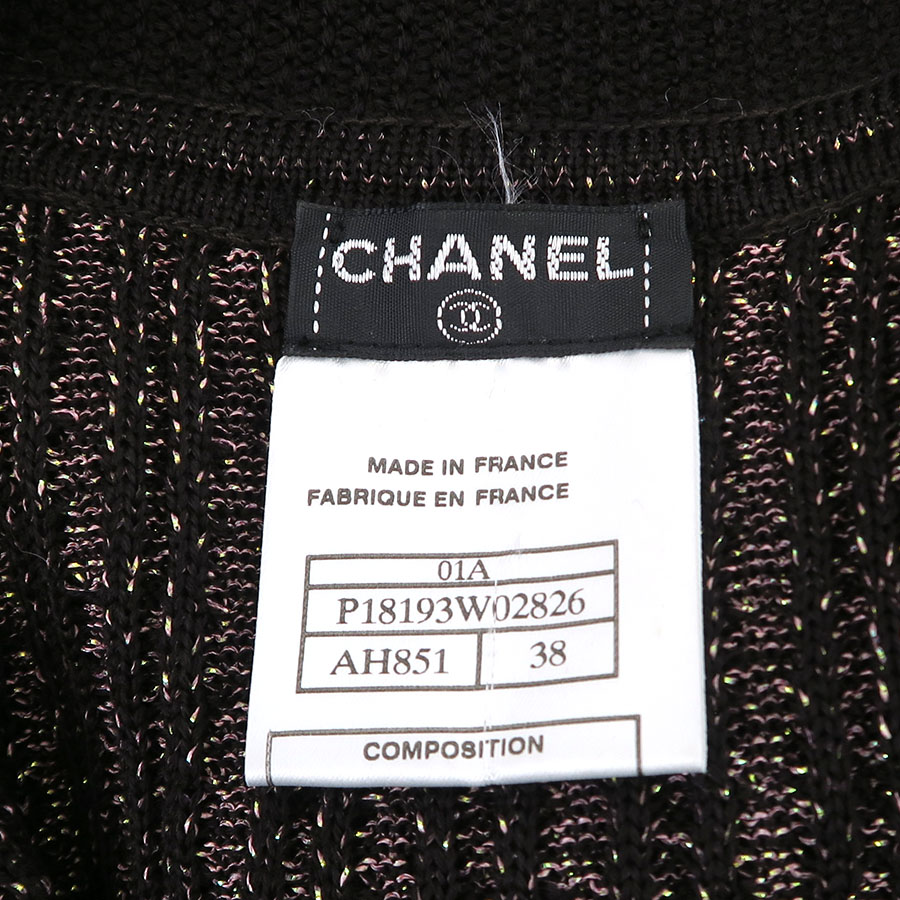 CHANEL
MADE IN FRANCE
FABRIQUE EN FRANCE
01A
P18193W02826
AH851 38
COMPOSITION